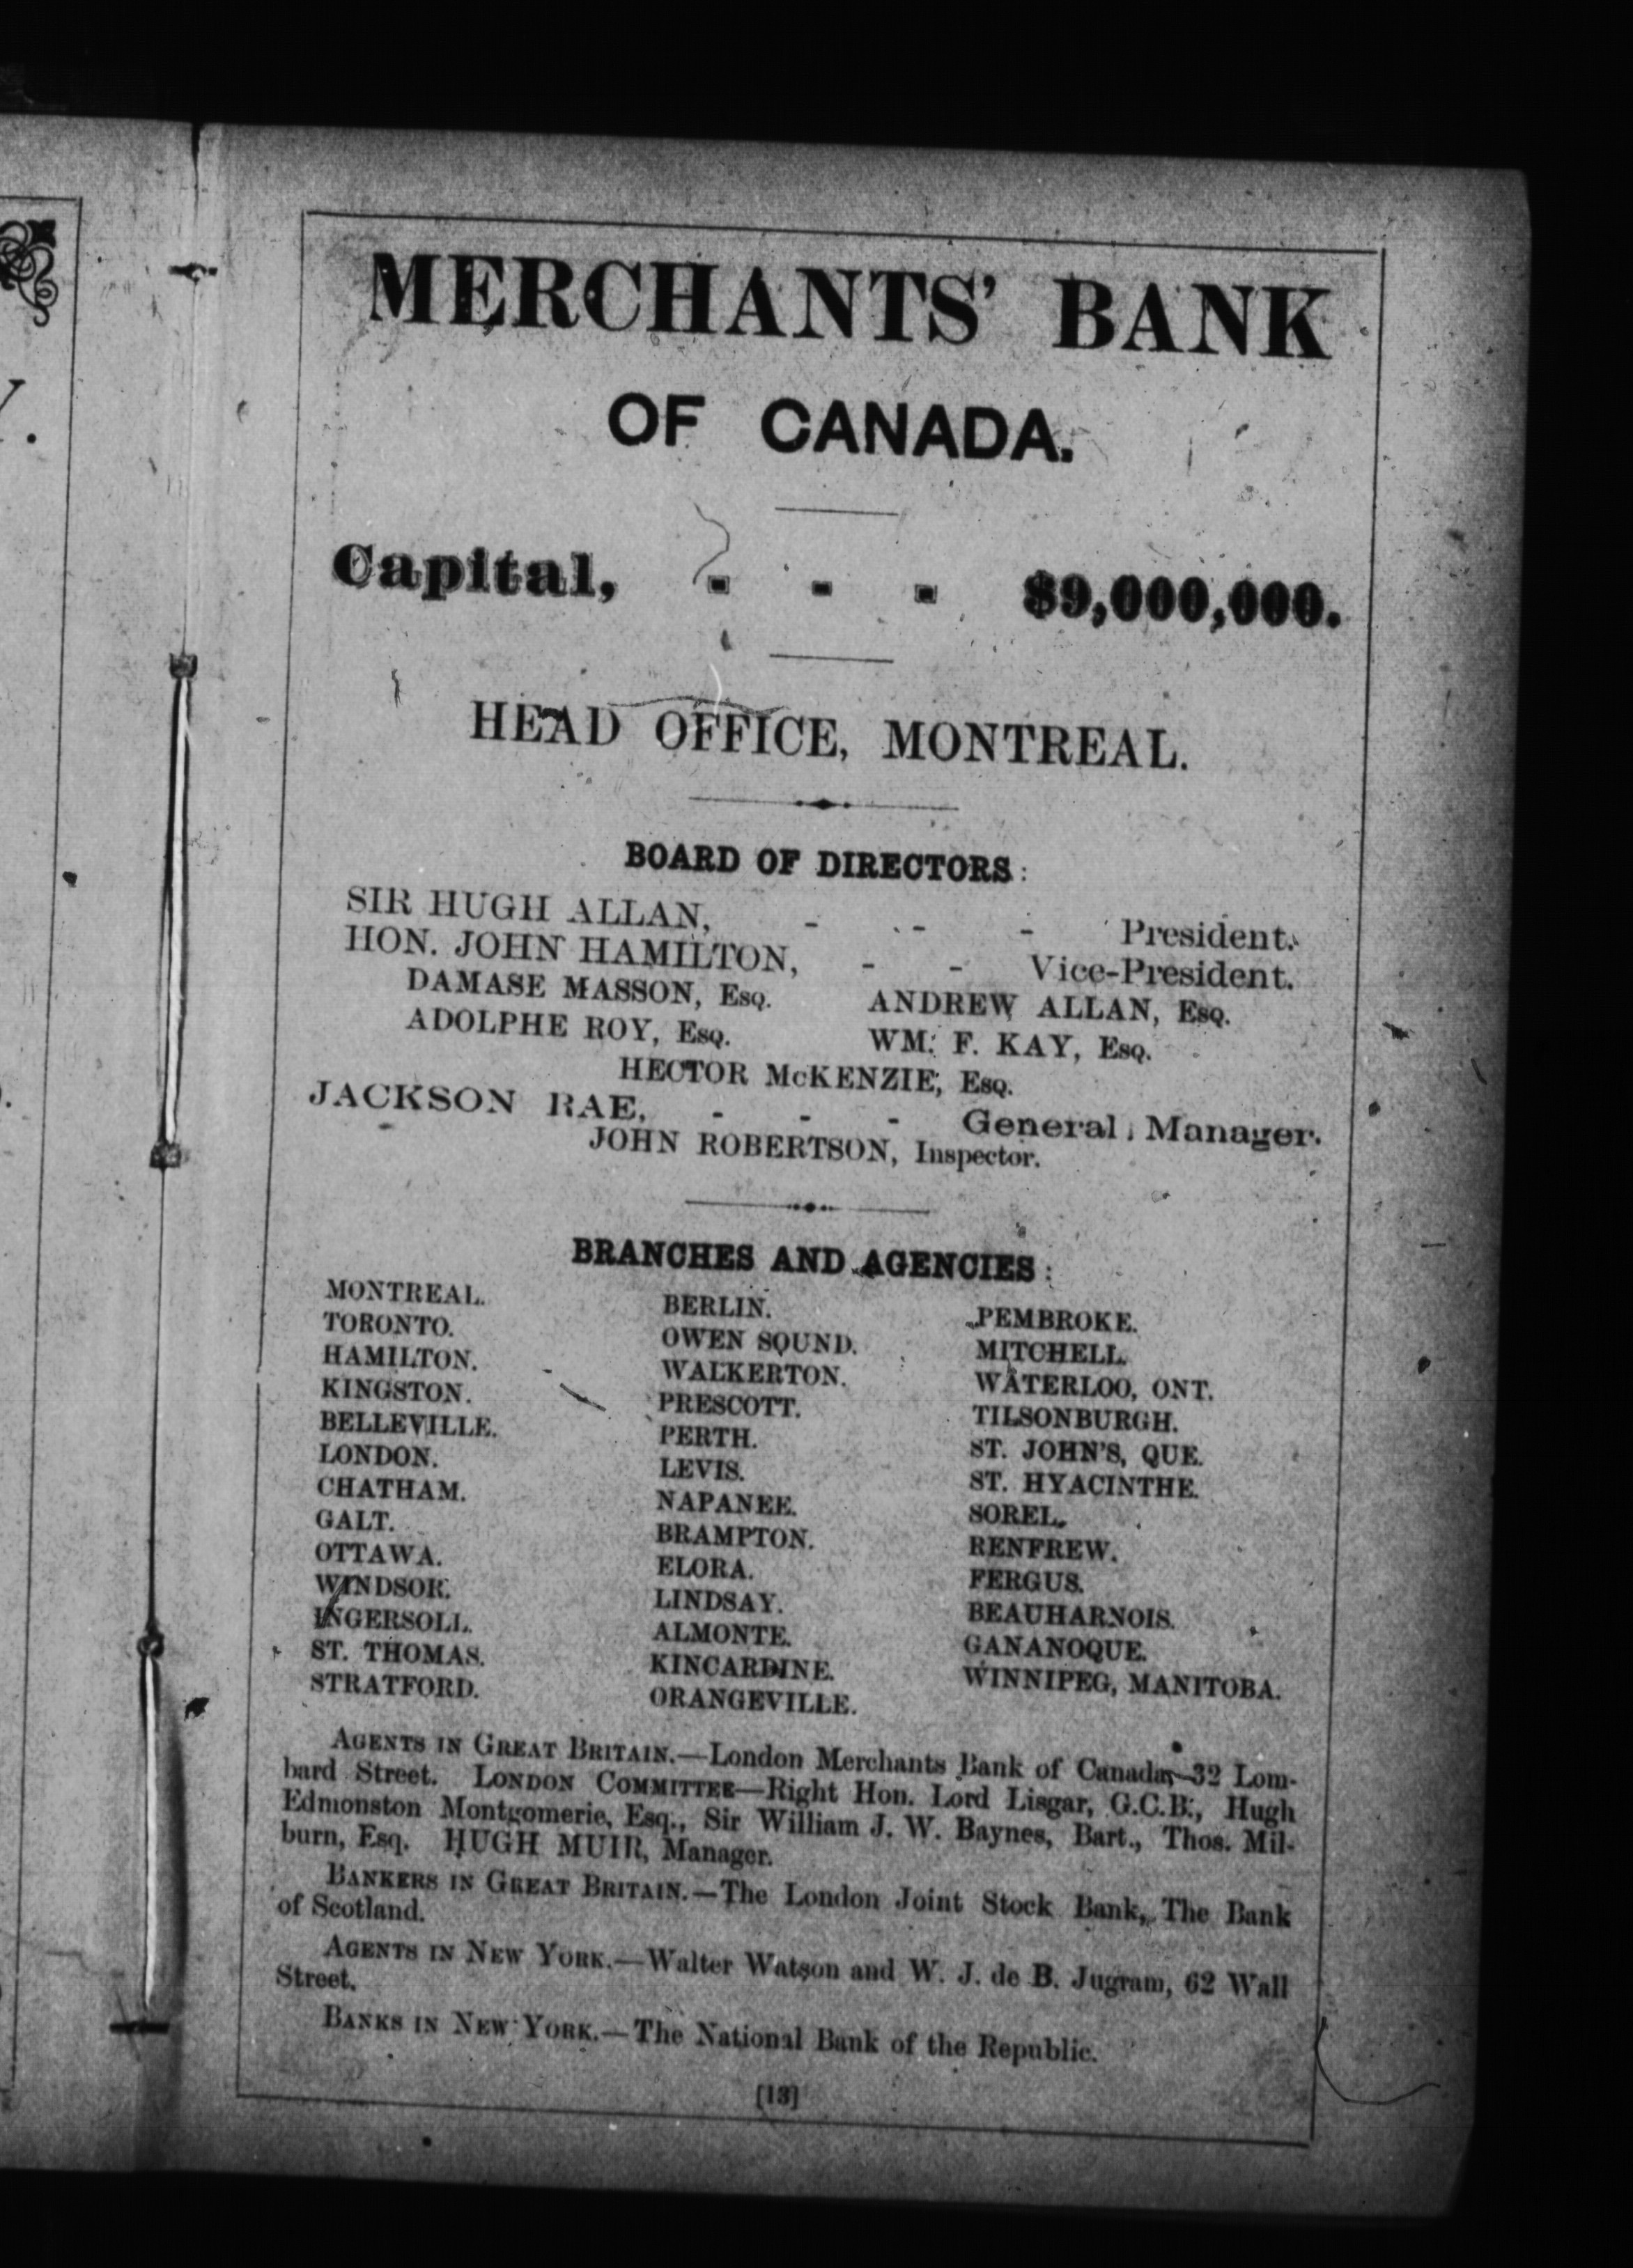 MERCHANTS' BANK
OF CANADA.
Capital, - - - $9,000,000.
HEAD OFFICE, MONTREAL.
BOARD OF DIRECTORS:
SIR HUGH ALLAN, - - - President.
HON. JOHN HAMILTON, - - Vice-President.
DAMASE MASSON, Esq. ANDREW ALLAN, Esq.
ADOLPHE ROY, Esq. WM. F. KAY, Esq.
HECTOR McKENZIE, Esq.
JACKSON RAE, - - - General Manager.
JOHN ROBERTSON, Inspector.
BRANCHES AND AGENCIES:
MONTREAL.
TORONTO.
HAMILTON.
KINGSTON.
BELLEVILLE.
LONDON.
CHATHAM.
GALT.
OTTAWA.
WINDSOR.
INGERSOLL.
ST. THOMAS.
STRATFORD.
BERLIN.
OWEN SOUND.
WALKERTON.
PRESCOTT.
PERTH.
LEVIS.
NAPANEE.
BRAMPTON.
ELORA.
LINDSAY.
ALMONTE.
KINCARDINE.
ORANGEVILLE.
PEMBROKE.
MITCHELL.
WATERLOO, ONT.
TILSONBURGH.
ST. JOHN'S, QUE.
ST. HYACINTHE.
SOREL.
RENFREW.
FERGUS.
BEAUHARNOIS.
GANANOQUE.
WINNIPEG, MANITOBA.
AGENTS IN GREAT BRITAIN.—London Merchants Bank of Canada, 32 Lom-
bard Street. LONDON COMMITTEE—Right Hon. Lord Lisgar, G.C.B., Hugh
Edmonston Montgomerie, Esq., Sir William J. W. Baynes, Bart., Thos. Mil-
burn, Esq. HUGH MUIR, Manager.
BANKERS IN GREAT BRITAIN.—The London Joint Stock Bank, The Bank
of Scotland.
AGENTS IN NEW YORK.—Walter Watson and W. J. de B. Jugram, 62 Wall
Street.
BANKS IN NEW YORK.—The National Bank of the Republic.
[13]